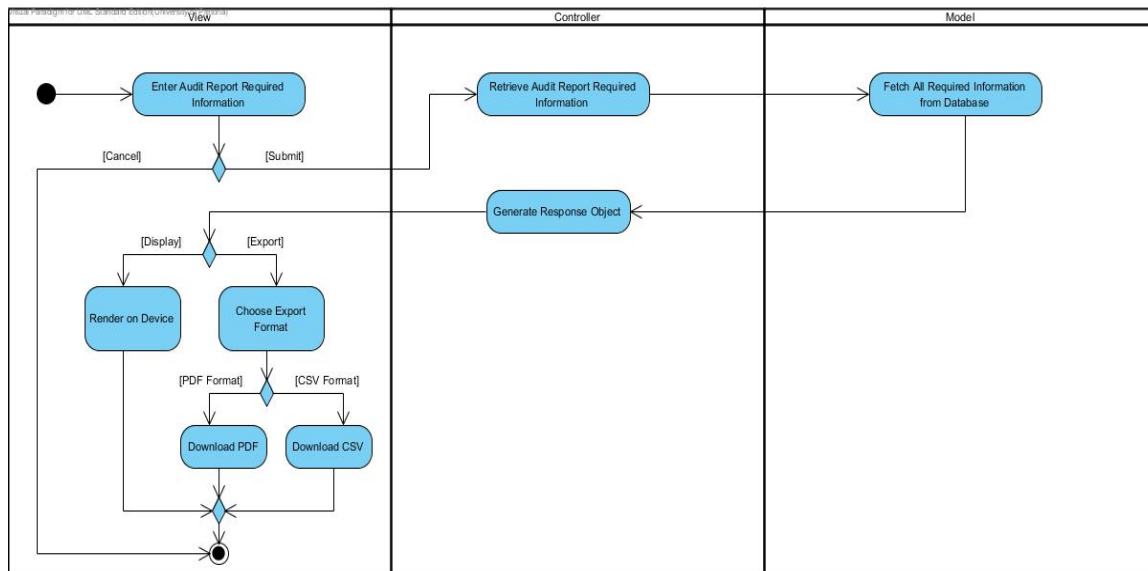 View
Controller
Model
Enter Audit Report Required
Information
Retrieve Audit Report Required
Information
Fetch All Required Information
from Database
[Cancel]
[Submit]
Generate Response Object
[Display]
[Export]
Render on Device
Choose Export
Format
[PDF Format]
[CSV Format]
Download PDF
Download CSV